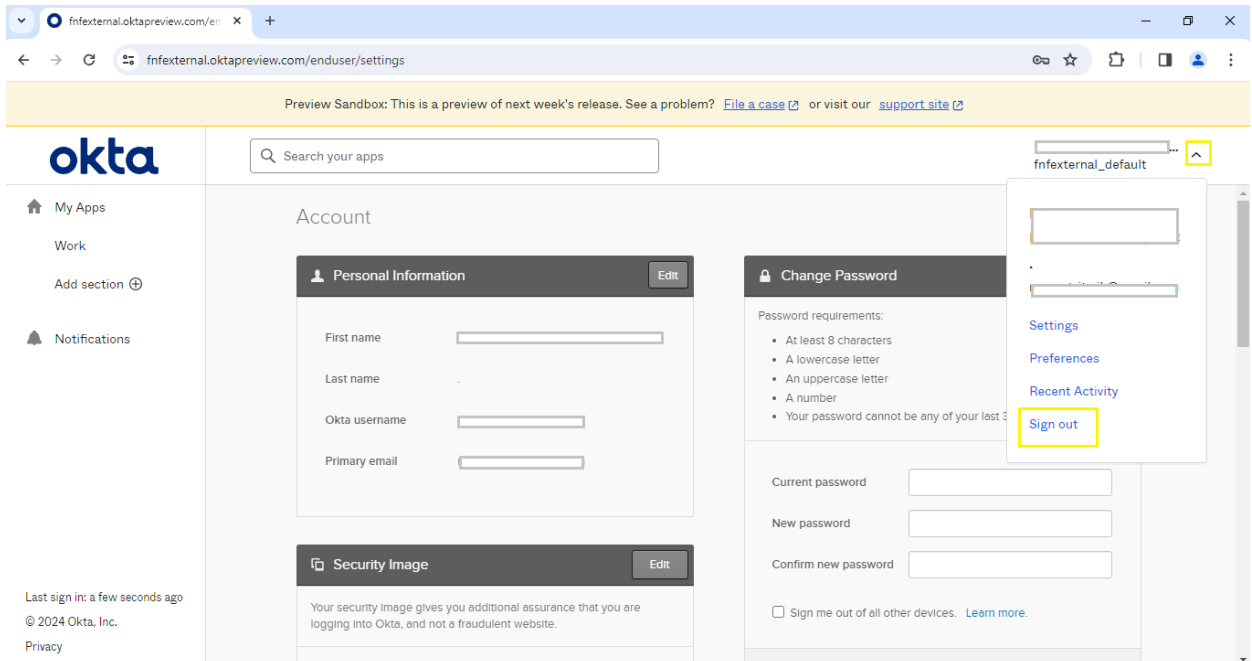 fnfexternal.oktapreview.com/en
fnfexternal.oktapreview.com/enduser/settings
Preview Sandbox: This is a preview of next week's release. See a problem? File a case or visit our support site
okta
Search your apps
...
fnfexternal_default
My Apps
Work
Add section
Notifications
Last sign in: a few seconds ago
© 2024 Okta, Inc.
Privacy
Account
Personal Information
Edit
First name
Last name .
Okta username
Primary email
Security Image
Edit
Your security image gives you additional assurance that you are
logging into Okta, and not a fraudulent website.
Change Password
Password requirements:
• At least 8 characters
• A lowercase letter
• An uppercase letter
• A number
• Your password cannot be any of your last
Current password
New password
Confirm new password
Sign me out of all other devices. Learn more.
.
Settings
Preferences
Recent Activity
Sign out